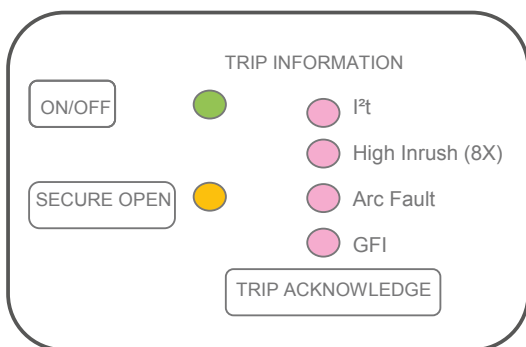 TRIP INFORMATION
ON/OFF
I²t
High Inrush (8X)
SECURE OPEN
Arc Fault
GFI
TRIP ACKNOWLEDGE